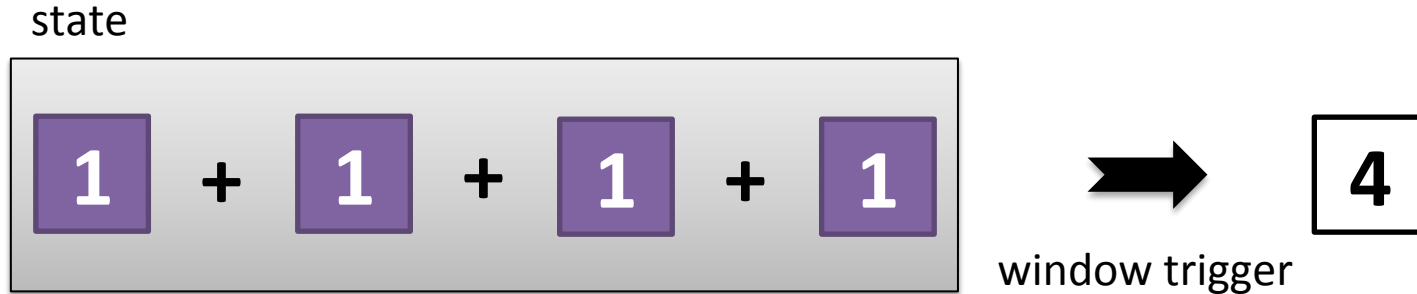 state
1 + 1 + 1 + 1 4
window trigger